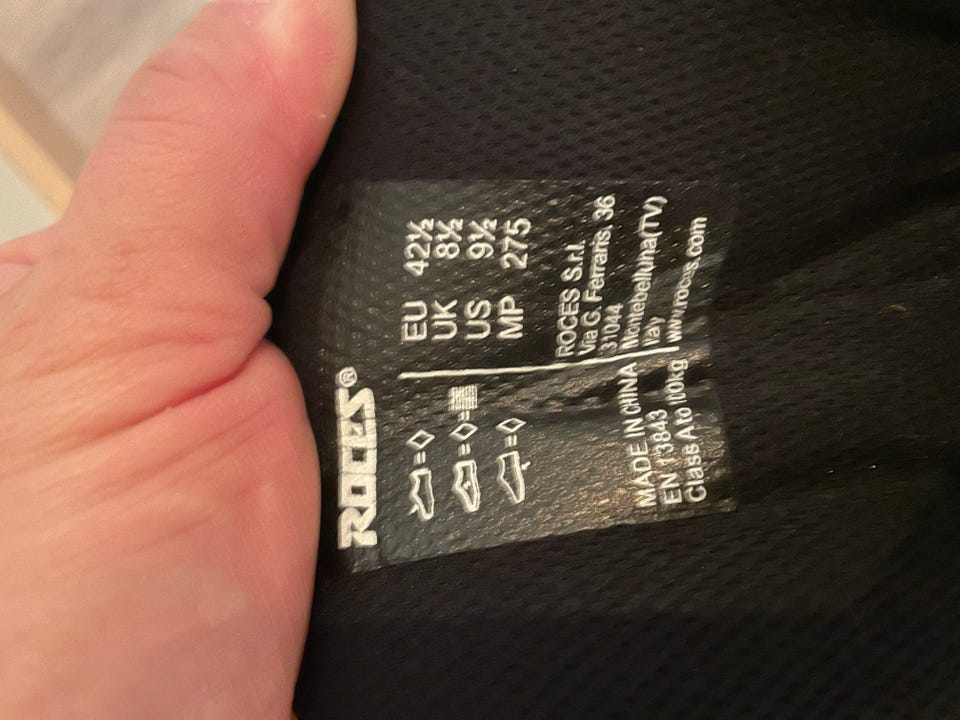 ROCES®
EU 42½
UK 8½
US 9½
MP 275
MADE IN CHINA
EN 13843
Class A to 100kg
ROCES S.r.l.
Via G. Ferraris, 36
31044
Montebelluna(TV)
Italy
www.roces.com